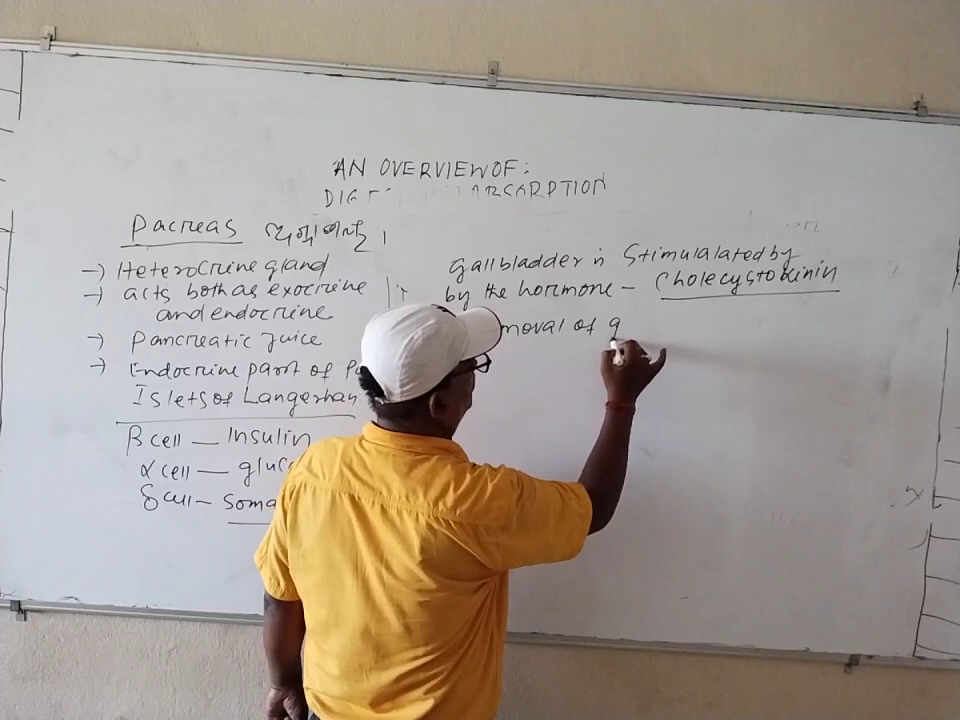 AN OVERVIEW OF:
ABSORPTION
Pacreas
→ Heterocrine gland
→ acts both as exocrine
and endocrine
→ Pancreatic Juice
→ Endocrine part of
Islets of Langerhan
β cell — Insulin
α cell —
δ cell —
Gallbladder is Stimulalated by
by the hormone — Cholecystokinin
of g